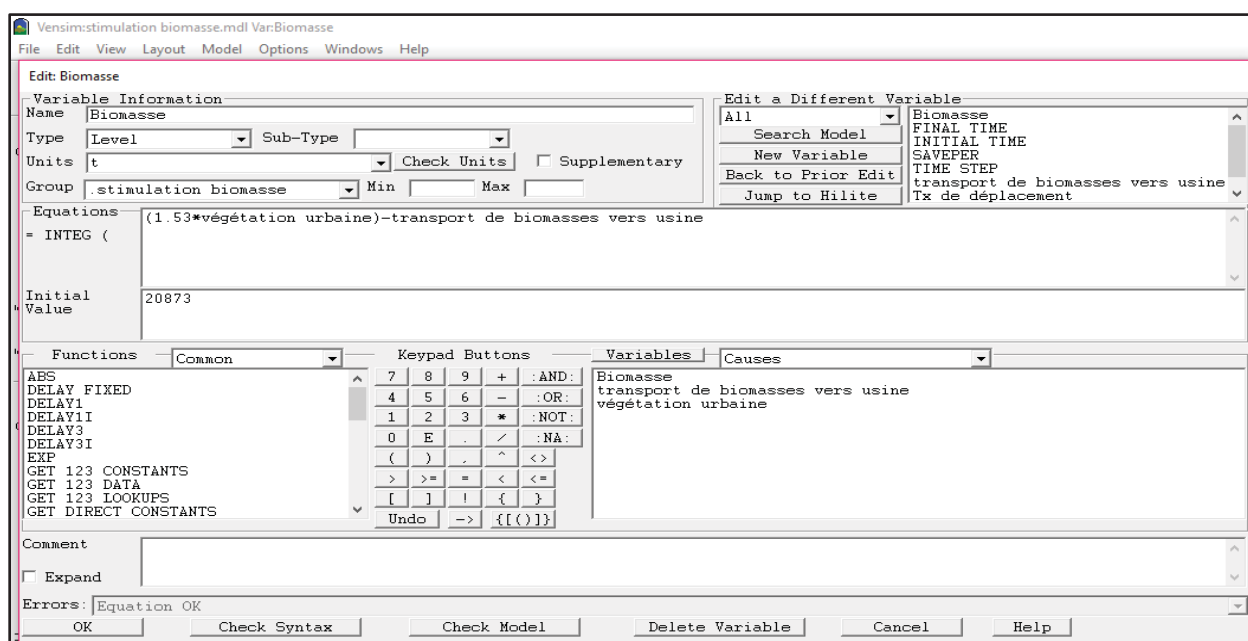 Vensim:stimulation biomasse.mdl Var:Biomasse
File Edit View Layout Model Options Windows Help
Edit: Biomasse
Variable Information
Name Biomasse
Type Level Sub-Type
Units t Check Units Supplementary
Group .stimulation biomasse Min Max
Edit a Different Variable
All
Search Model
New Variable
Back to Prior Edit
Jump to Hilite
Biomasse
FINAL TIME
INITIAL TIME
SAVEPER
TIME STEP
transport de biomasses vers usine
Tx de déplacement
Equations
= INTEG (
(1.53*végétation urbaine)-transport de biomasses vers usine
Initial
Value
20873
Functions Common
ABS
DELAY FIXED
DELAY1
DELAY1I
DELAY3
DELAY3I
EXP
GET 123 CONSTANTS
GET 123 DATA
GET 123 LOOKUPS
GET DIRECT CONSTANTS
Keypad Buttons
7 8 9 + :AND:
4 5 6 - :OR:
1 2 3 * :NOT:
0 E . / :NA:
( ) , ^ <>
> >= = < <=
[ ] ! { }
Undo -> {[()]}
Variables Causes
Biomasse
transport de biomasses vers usine
végétation urbaine
Comment
Expand
Errors: Equation OK
OK Check Syntax Check Model Delete Variable Cancel Help